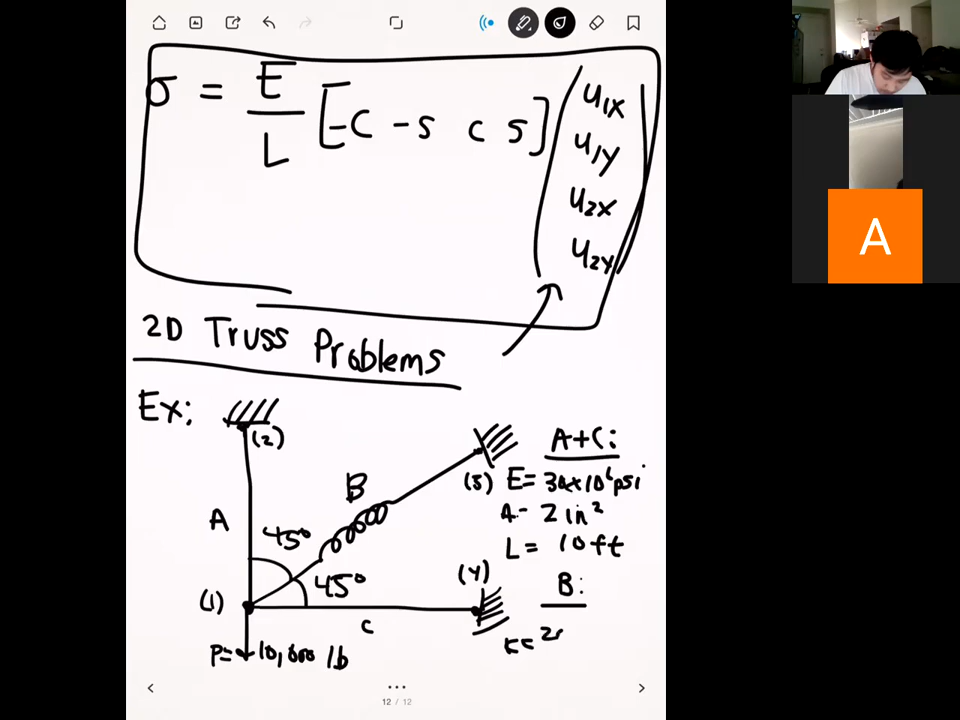 σ = E/L [-C -S C S] (u1x
u1y
u2x
u2y)
2D Truss Problems
Ex:
(2)
A
45°
B
(3)
45°
(1)
C
(4)
P = 10,000 lb
A+C:
E = 30x10^6 psi
A = 2 in²
L = 10 ft
B:
k = 20
12 / 12
A